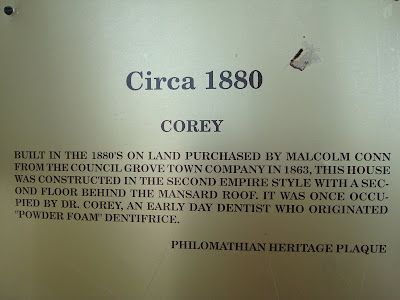 Circa 1880
COREY
BUILT IN THE 1880'S ON LAND PURCHASED BY MALCOLM CONN
FROM THE COUNCIL GROVE TOWN COMPANY IN 1863, THIS HOUSE
WAS CONSTRUCTED IN THE SECOND EMPIRE STYLE WITH A SEC-
OND FLOOR BEHIND THE MANSARD ROOF. IT WAS ONCE OCCU-
PIED BY DR. COREY, AN EARLY DAY DENTIST WHO ORIGINATED
"POWDER FOAM" DENTIFRICE.
PHILOMATHIAN HERITAGE PLAQUE